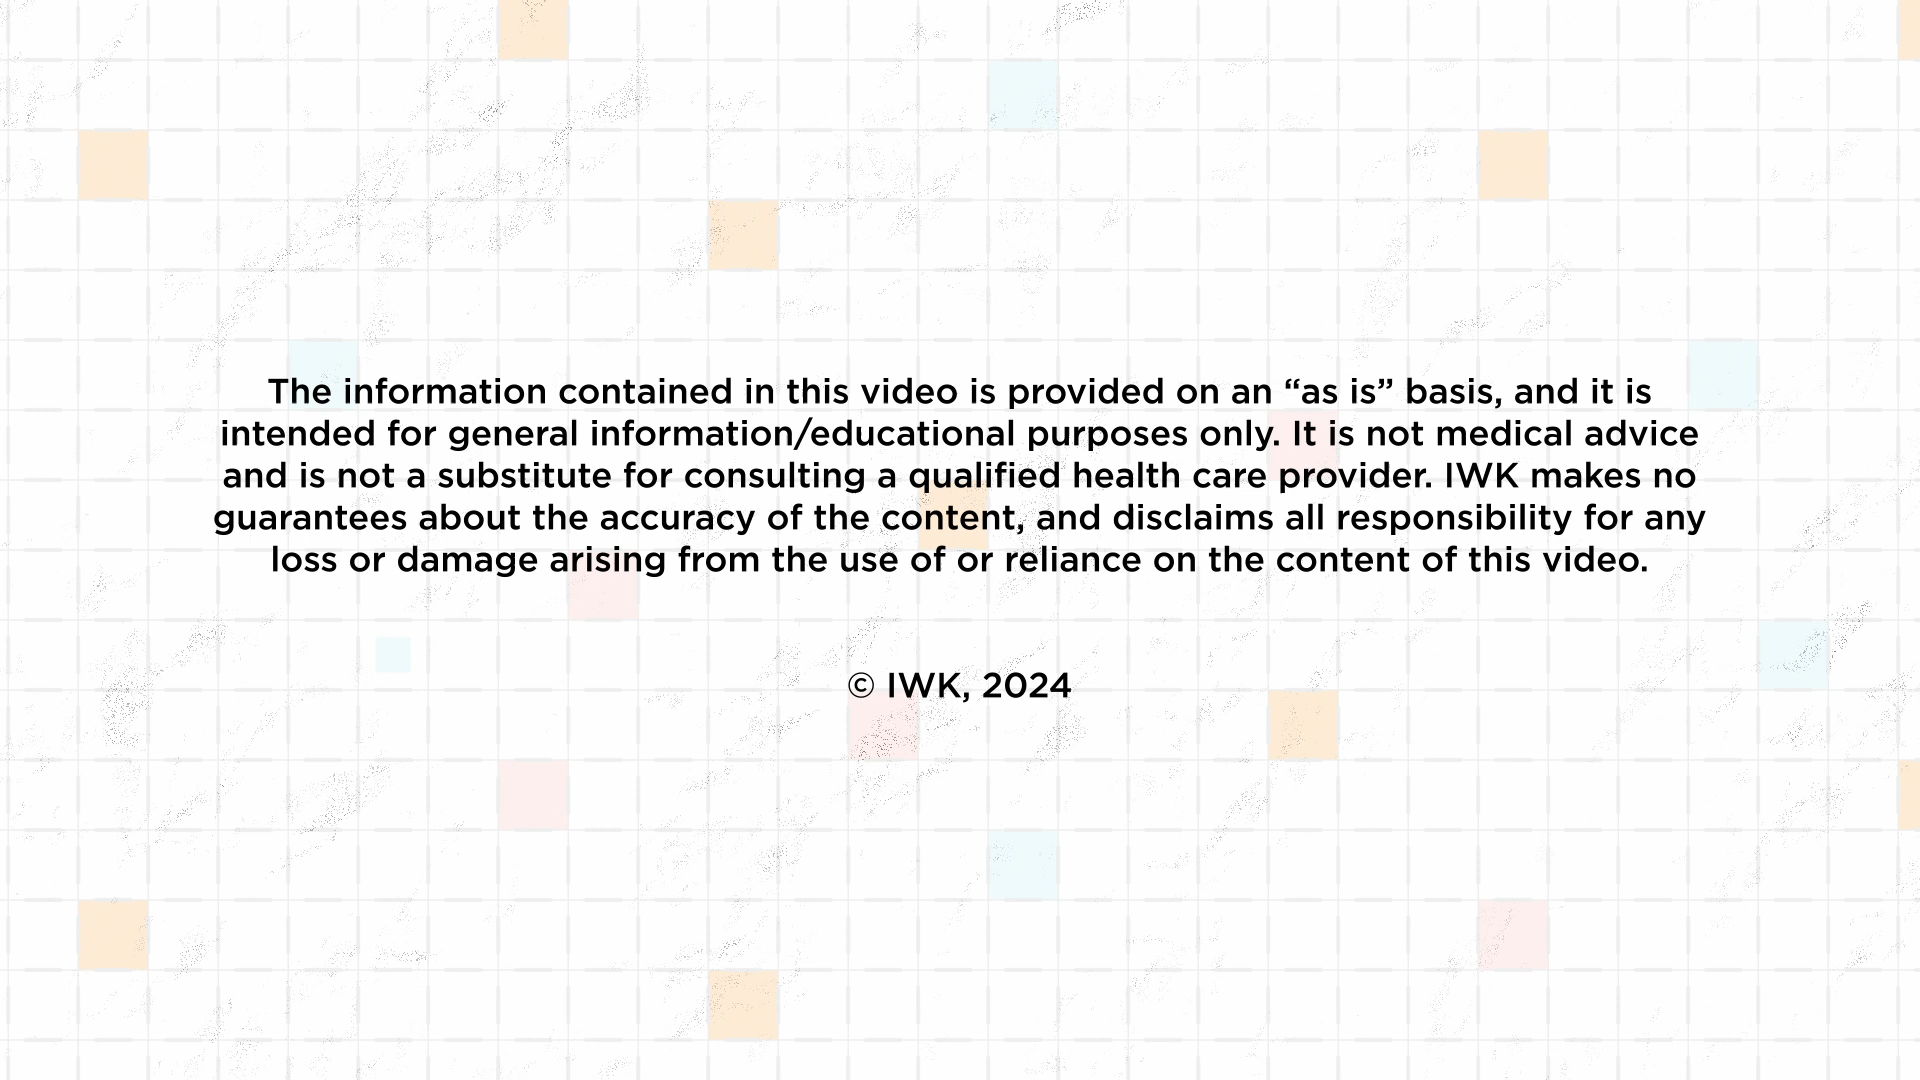 The information contained in this video is provided on an “as is” basis, and it is
intended for general information/educational purposes only. It is not medical advice
and is not a substitute for consulting a qualified health care provider. IWK makes no
guarantees about the accuracy of the content, and disclaims all responsibility for any
loss or damage arising from the use of or reliance on the content of this video.
© IWK, 2024